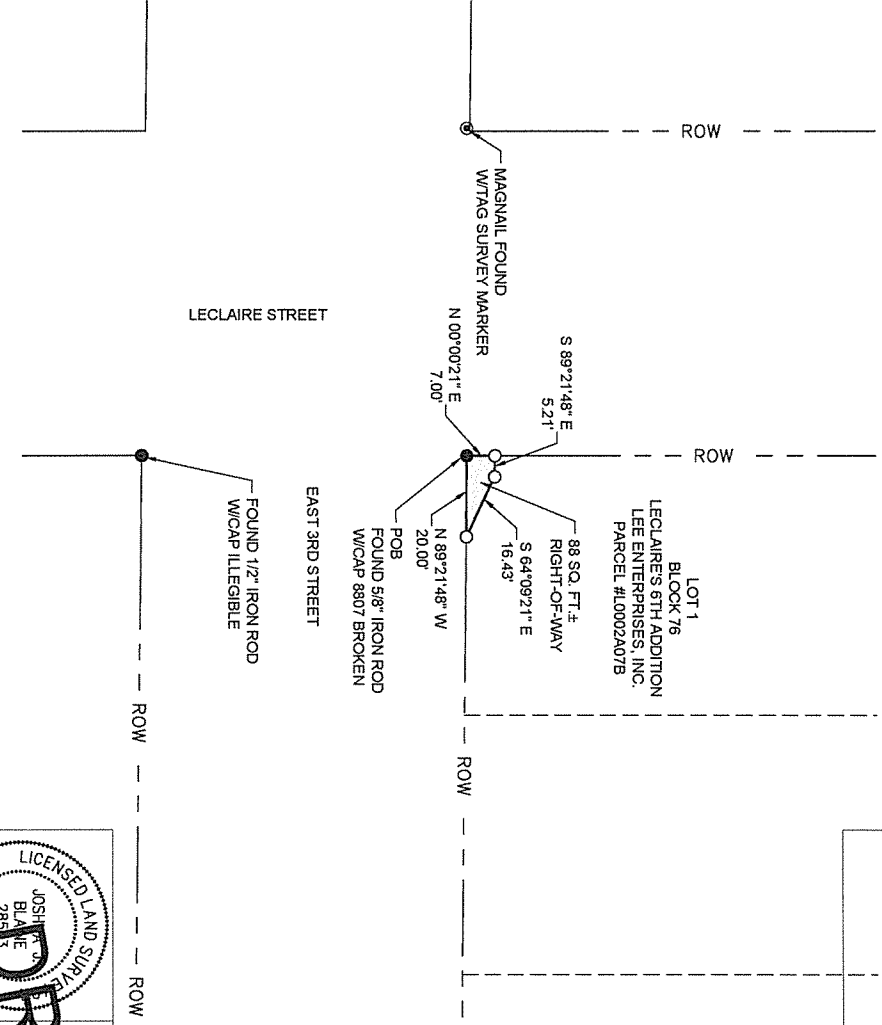 ROW
MAGNAIL FOUND
W/TAG SURVEY MARKER
LECLAIRE STREET
N 00°00'21" E
7.00'
S 89°21'48" E
5.21'
ROW
LOT 1
BLOCK 76
LECLAIRE'S 6TH ADDITION
LEE ENTERPRISES, INC.
PARCEL #L0002A07B
88 SQ. FT.±
RIGHT-OF-WAY
S 64°09'21" E
16.43'
N 89°21'48" W
20.00'
POB
FOUND 5/8" IRON ROD
W/CAP 8807 BROKEN
EAST 3RD STREET
FOUND 1/2" IRON ROD
W/CAP ILLEGIBLE
ROW
ROW
ROW
LICENSED LAND SURVE
BLAINE